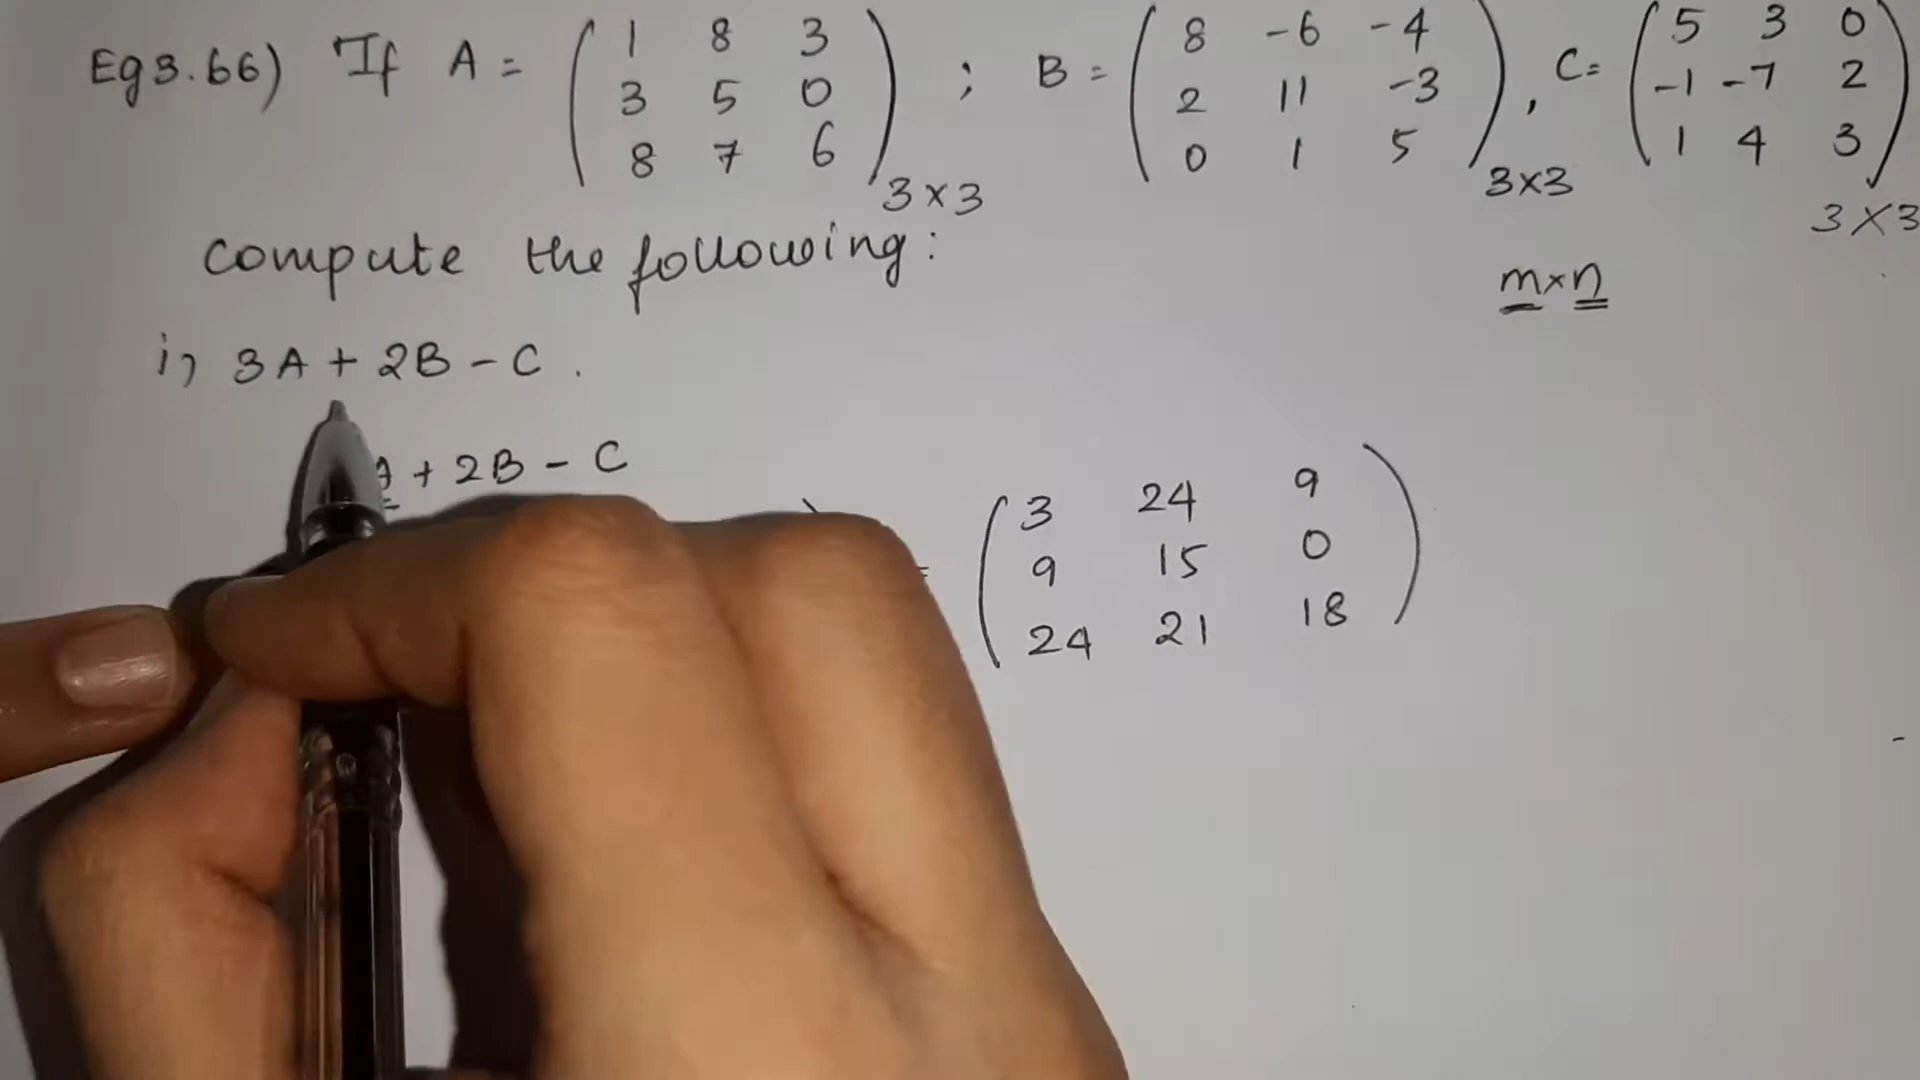 Eg 3.66) If A = ( 1 8 3 ; B = ( 8 -6 -4 , C = ( 5 3 0
3 5 0 2 11 -3 -1 -7 2
8 7 6 ) 3×3 0 1 5 ) 3×3 1 4 3 ) 3×3
compute the following:
m×n
i) 3A + 2B - C .
+ 2B - C
( 3 24 9
9 15 0
24 21 18 )